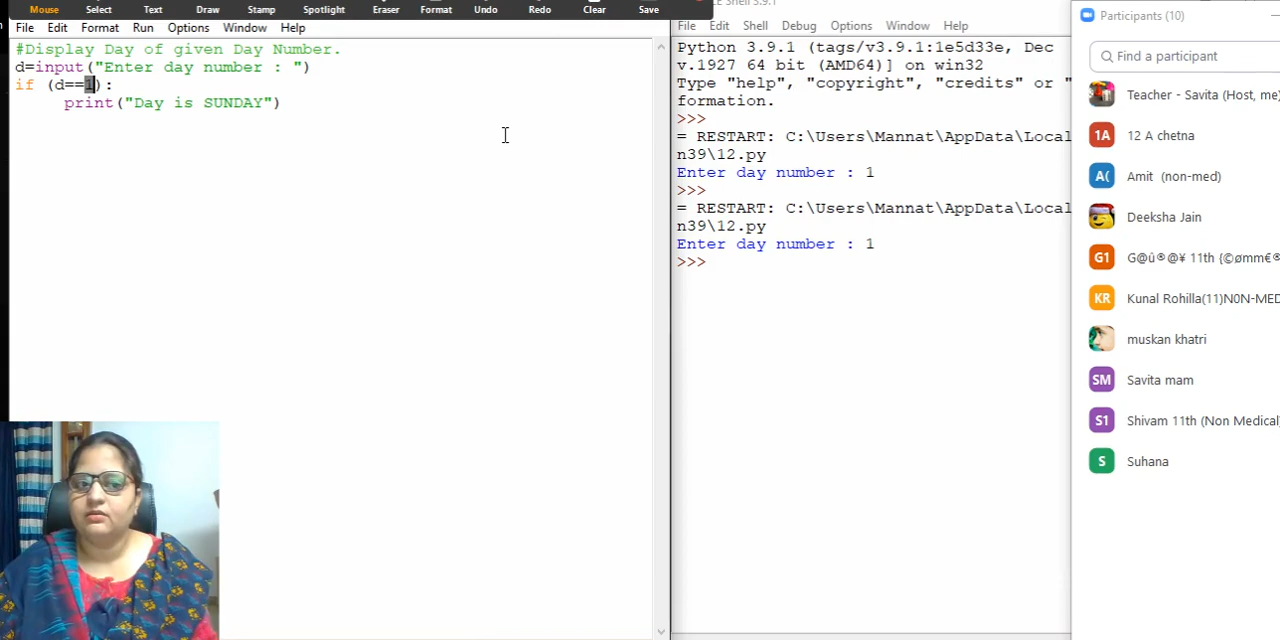 Mouse Select Text Draw Stamp Spotlight Eraser Format Undo Redo Clear Save
File Edit Format Run Options Window Help
#Display Day of given Day Number.
d=input("Enter day number : ")
if (d==1):
print("Day is SUNDAY")
Shell 3.9.1
File Edit Shell Debug Options Window Help
Python 3.9.1 (tags/v3.9.1:1e5d33e, Dec
v.1927 64 bit (AMD64)] on win32
Type "help", "copyright", "credits" or "
formation.
>>>
= RESTART: C:\Users\Mannat\AppData\Local
n39\12.py
Enter day number : 1
>>>
= RESTART: C:\Users\Mannat\AppData\Local
n39\12.py
Enter day number : 1
>>>
Participants (10)
Find a participant
Teacher - Savita (Host, me)
1A 12 A chetna
A( Amit (non-med)
Deeksha Jain
G1 G@û®@¥ 11th {©ømm€®
KR Kunal Rohilla(11)N0N-MED
muskan khatri
SM Savita mam
S1 Shivam 11th (Non Medical)
S Suhana